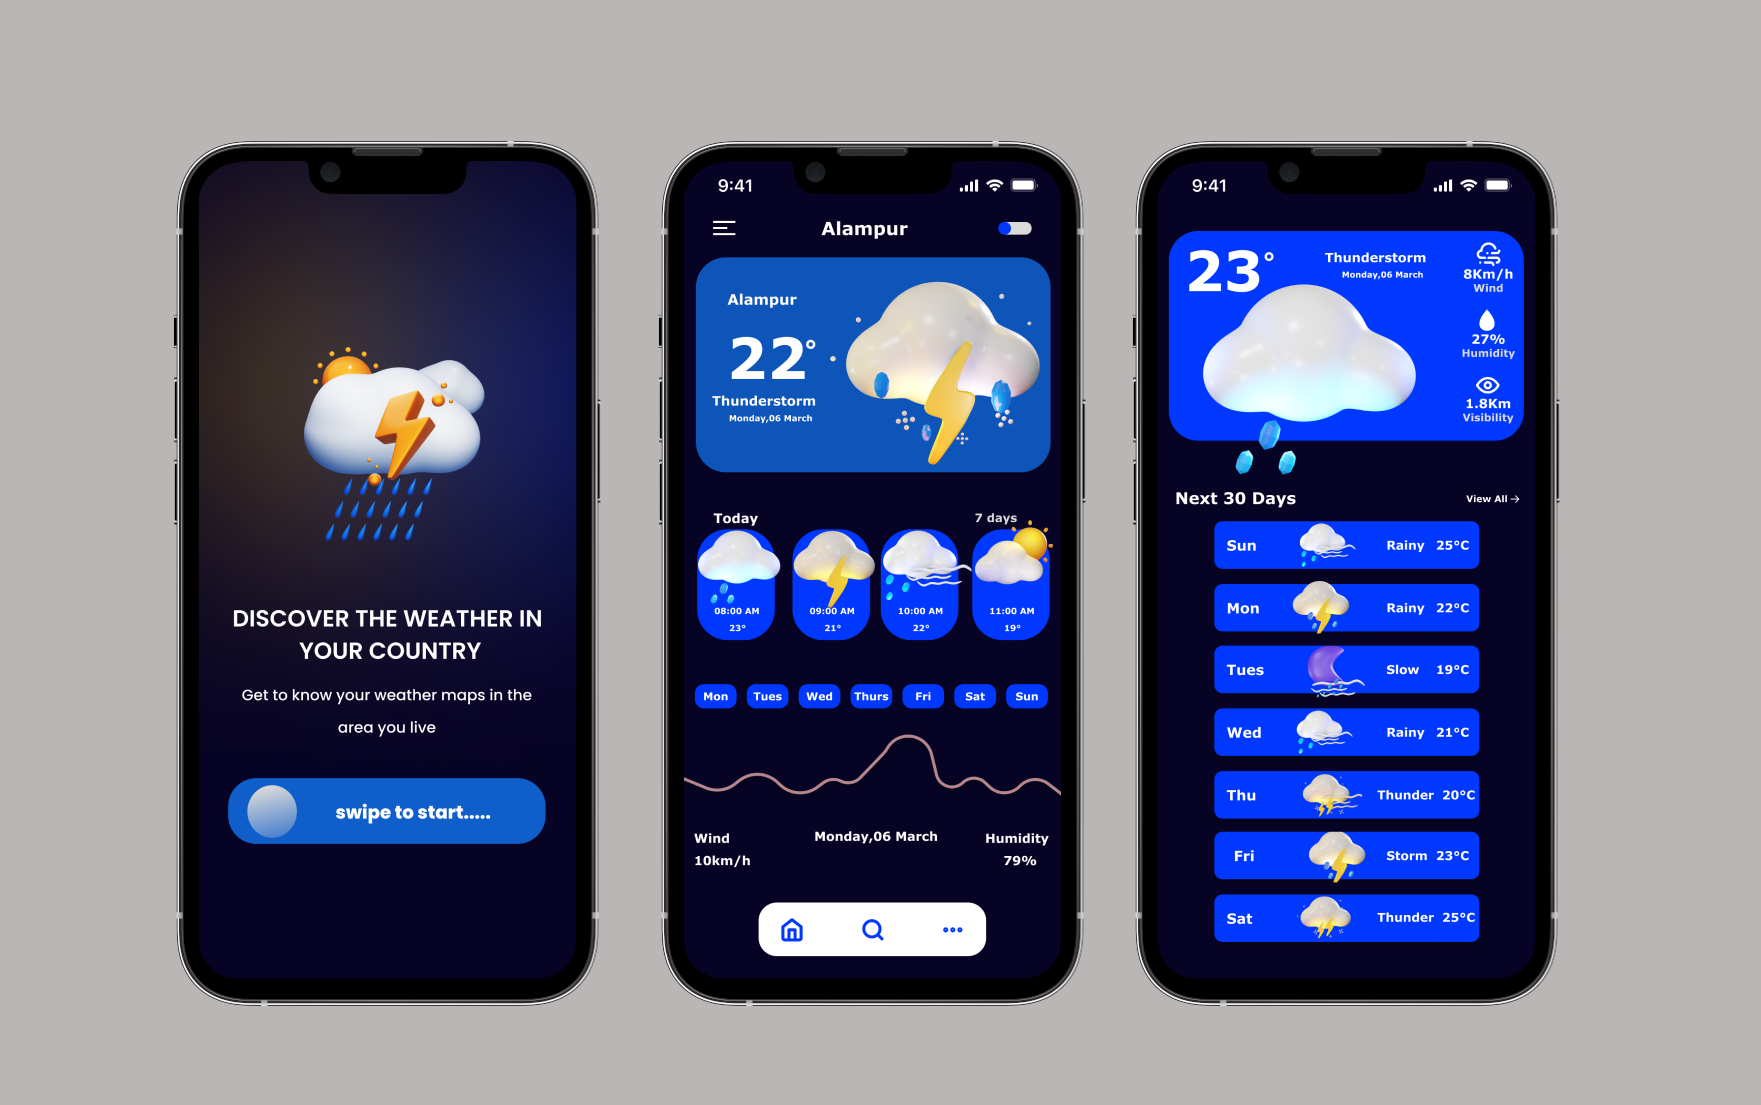 DISCOVER THE WEATHER IN
YOUR COUNTRY
Get to know your weather maps in the
area you live
swipe to start.....
9:41
Alampur
Alampur
22°
Thunderstorm
Monday,06 March
Today
7 days
08:00 AM
23°
09:00 AM
21°
10:00 AM
22°
11:00 AM
19°
Mon
Tues
Wed
Thurs
Fri
Sat
Sun
Wind
10km/h
Monday,06 March
Humidity
79%
9:41
23°
Thunderstorm
Monday,06 March
8Km/h
Wind
27%
Humidity
1.8Km
Visibility
Next 30 Days
View All →
Sun Rainy 25°C
Mon Rainy 22°C
Tues Slow 19°C
Wed Rainy 21°C
Thu Thunder 20°C
Fri Storm 23°C
Sat Thunder 25°C